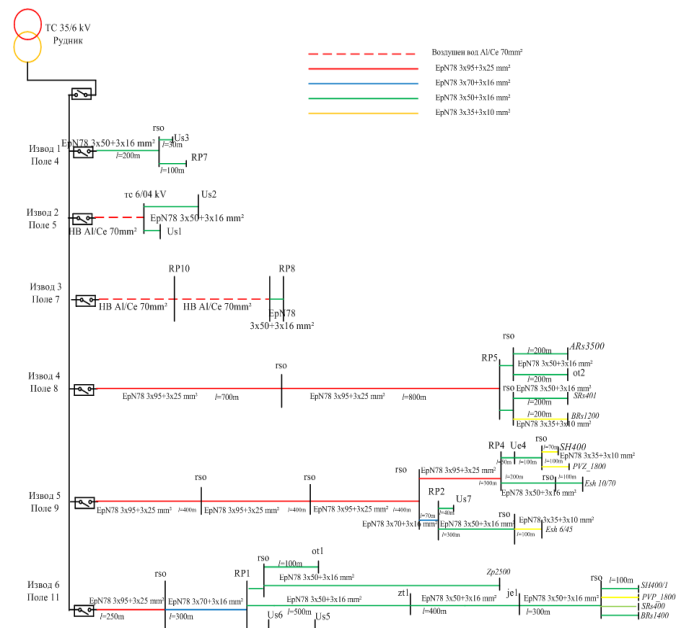 ТС 35/6 kV
Рудник
Воздушен вод Al/Ce 70mm²
EpN78 3x95+3x25 mm²
EpN78 3x70+3x16 mm²
EpN78 3x50+3x16 mm²
EpN78 3x35+3x10 mm²
Извод 1
Поле 4
EpN78 3x50+3x16 mm²
l=200m
rso
Us3
l=30m
RP7
l=100m
Извод 2
Поле 5
НВ Al/Ce 70mm²
тс 6/04 kV
Us2
EpN78 3x50+3x16 mm²
Us1
Извод 3
Поле 7
НВ Al/Ce 70mm²
RP10
НВ Al/Ce 70mm²
RP8
EpN78
3x50+3x16 mm²
Извод 4
Поле 8
EpN78 3x95+3x25 mm²
l=700m
rso
EpN78 3x95+3x25 mm²
l=800m
RP5
rso
ARs3500
l=200m
EpN78 3x50+3x16 mm²
ot2
l=200m
rso
EpN78 3x50+3x16 mm²
SRs401
l=200m
l=200m
BRs1200
EpN78 3x35+3x10 mm²
Извод 5
Поле 9
EpN78 3x95+3x25 mm²
l=400m
rso
EpN78 3x95+3x25 mm²
l=400m
rso
EpN78 3x95+3x25 mm²
l=400m
rso
EpN78 3x95+3x25 mm²
l=500m
RP4
Ue4
l=50m
l=100m
rso
l=70m
SH400
EpN78 3x35+3x10 mm²
l=100m
PVZ_1800
l=200m
rso
l=100m
EpN78 3x50+3x16 mm²
Esh 10/70
RP2
l=70m
EpN78 3x70+3x16 mm²
Us7
l=40m
EpN78 3x50+3x16 mm²
l=300m
rso
EpN78 3x35+3x10 mm²
l=100m
Esh 6/45
Извод 6
Поле 11
EpN78 3x95+3x25 mm²
l=250m
rso
EpN78 3x70+3x16 mm²
l=300m
RP1
rso
ot1
l=100m
EpN78 3x50+3x16 mm²
Zp2500
EpN78 3x50+3x16 mm²
l=500m
zt1
EpN78 3x50+3x16 mm²
l=400m
je1
EpN78 3x50+3x16 mm²
l=300m
rso
l=100m
SH400/1
PVP_1800
SRs400
BRs1400
Us6
Us5